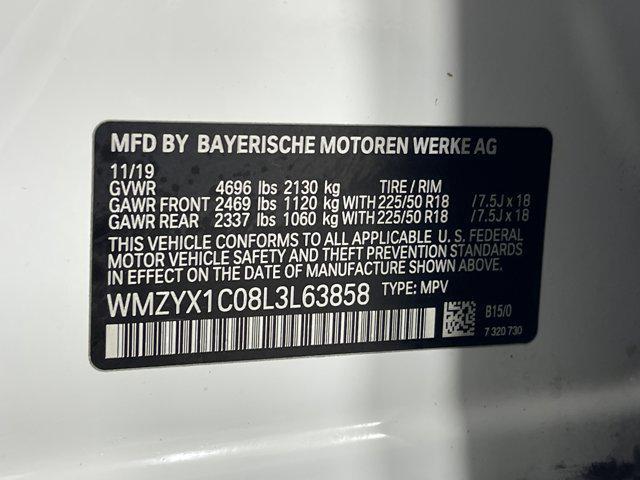 MFD BY BAYERISCHE MOTOREN WERKE AG
11/19
GVWR 4696 lbs 2130 kg TIRE / RIM
GAWR FRONT 2469 lbs 1120 kg WITH 225/50 R18 / 7.5J x 18
GAWR REAR 2337 lbs 1060 kg WITH 225/50 R18 / 7.5J x 18
THIS VEHICLE CONFORMS TO ALL APPLICABLE U. S. FEDERAL
MOTOR VEHICLE SAFETY AND THEFT PREVENTION STANDARDS
IN EFFECT ON THE DATE OF MANUFACTURE SHOWN ABOVE.
WMZYX1C08L3L63858 TYPE: MPV
B15/0
7 320 730